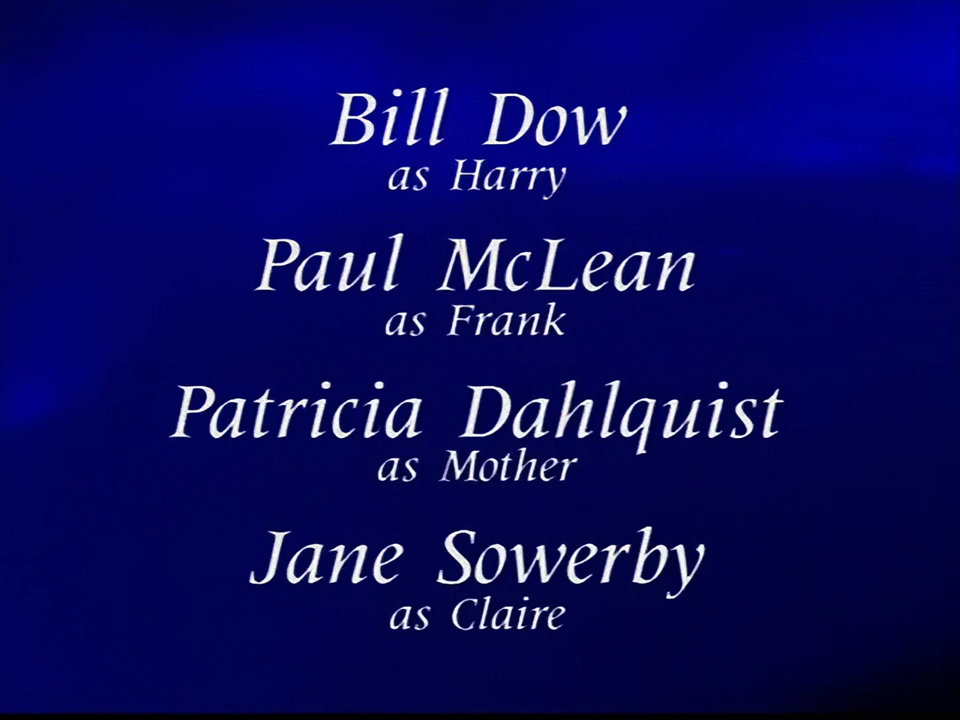 Bill Dow
as Harry
Paul McLean
as Frank
Patricia Dahlquist
as Mother
Jane Sowerby
as Claire